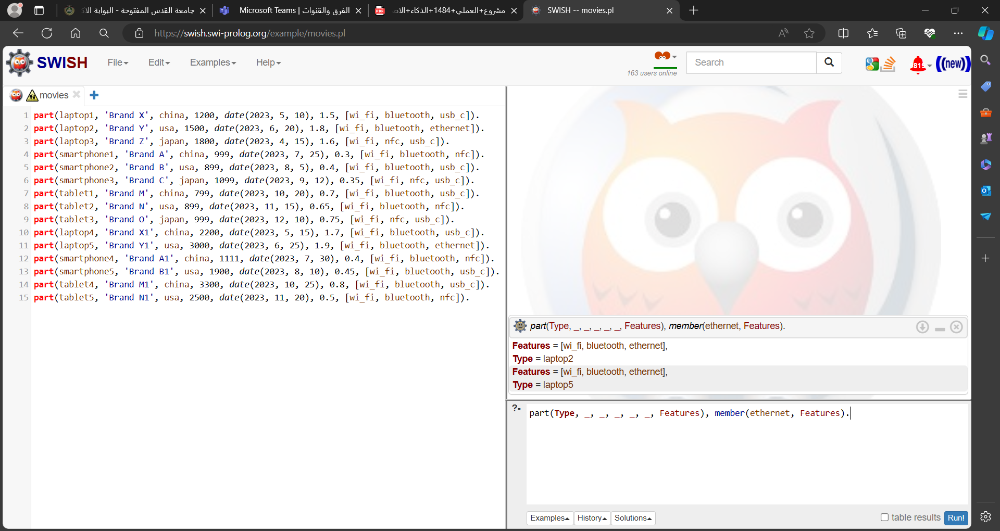 جامعة القدس المفتوحة - البوابة الاك
Microsoft Teams | الفرق والقنوات
مشروع+العملي+1484+الذكاء+الاص
SWISH -- movies.pl
https://swish.swi-prolog.org/example/movies.pl
SWISH
File
Edit
Examples
Help
163 users online
Search
819
((new))
movies
1 part(laptop1, 'Brand X', china, 1200, date(2023, 5, 10), 1.5, [wi_fi, bluetooth, usb_c]).
2 part(laptop2, 'Brand Y', usa, 1500, date(2023, 6, 20), 1.8, [wi_fi, bluetooth, ethernet]).
3 part(laptop3, 'Brand Z', japan, 1800, date(2023, 4, 15), 1.6, [wi_fi, nfc, usb_c]).
4 part(smartphone1, 'Brand A', china, 999, date(2023, 7, 25), 0.3, [wi_fi, bluetooth, nfc]).
5 part(smartphone2, 'Brand B', usa, 899, date(2023, 8, 5), 0.4, [wi_fi, bluetooth, usb_c]).
6 part(smartphone3, 'Brand C', japan, 1099, date(2023, 9, 12), 0.35, [wi_fi, nfc, usb_c]).
7 part(tablet1, 'Brand M', china, 799, date(2023, 10, 20), 0.7, [wi_fi, bluetooth, usb_c]).
8 part(tablet2, 'Brand N', usa, 899, date(2023, 11, 15), 0.65, [wi_fi, bluetooth, nfc]).
9 part(tablet3, 'Brand O', japan, 999, date(2023, 12, 10), 0.75, [wi_fi, nfc, usb_c]).
10 part(laptop4, 'Brand X1', china, 2200, date(2023, 5, 15), 1.7, [wi_fi, bluetooth, usb_c]).
11 part(laptop5, 'Brand Y1', usa, 3000, date(2023, 6, 25), 1.9, [wi_fi, bluetooth, ethernet]).
12 part(smartphone4, 'Brand A1', china, 1111, date(2023, 7, 30), 0.4, [wi_fi, bluetooth, nfc]).
13 part(smartphone5, 'Brand B1', usa, 1900, date(2023, 8, 10), 0.45, [wi_fi, bluetooth, usb_c]).
14 part(tablet4, 'Brand M1', china, 3300, date(2023, 10, 25), 0.8, [wi_fi, bluetooth, usb_c]).
15 part(tablet5, 'Brand N1', usa, 2500, date(2023, 11, 20), 0.5, [wi_fi, bluetooth, nfc]).
part(Type, _, _, _, _, _, Features), member(ethernet, Features).
Features = [wi_fi, bluetooth, ethernet],
Type = laptop2
Features = [wi_fi, bluetooth, ethernet],
Type = laptop5
?- part(Type, _, _, _, _, _, Features), member(ethernet, Features).
Examples
History
Solutions
table results
Run!